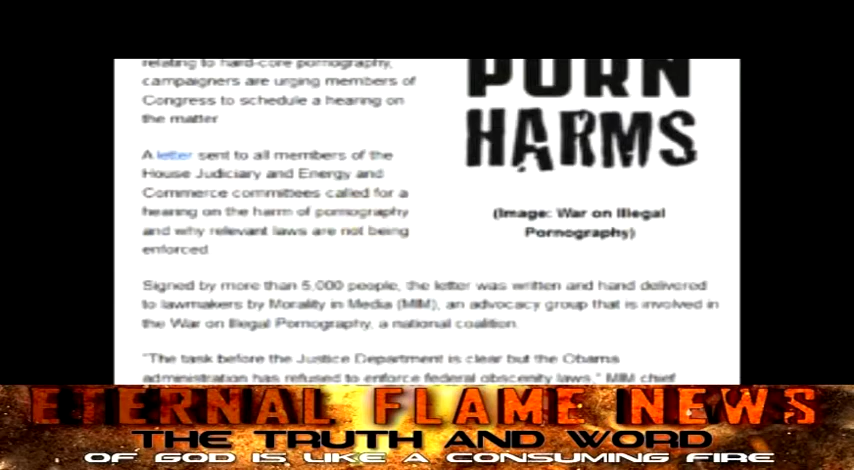 relating to hard-core pornography,
campaigners are urging members of
Congress to schedule a hearing on
the matter
A letter sent to all members of the
House Judiciary and Energy and
Commerce committees called for a
hearing on the harm of pornography
and why relevant laws are not being
enforced.
PORN
HARMS
(Image: War on Illegal
Pornography)
Signed by more than 5,000 people, the letter was written and hand delivered
to lawmakers by Morality in Media (MIM), an advocacy group that is involved in
the War on Illegal Pornography, a national coalition.
"The task before the Justice Department is clear but the Obama
administration has refused to enforce federal obscenity laws," MIM chief
ETERNAL FLAME NEWS
THE TRUTH AND WORD
OF GOD IS LIKE A CONSUMING FIRE